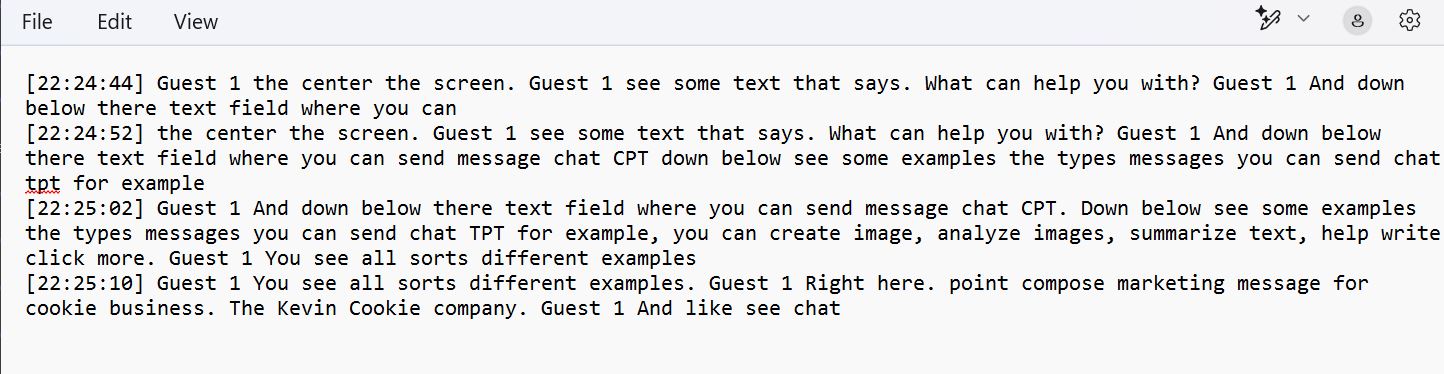 File Edit View
[22:24:44] Guest 1 the center the screen. Guest 1 see some text that says. What can help you with? Guest 1 And down
below there text field where you can
[22:24:52] the center the screen. Guest 1 see some text that says. What can help you with? Guest 1 And down below
there text field where you can send message chat CPT down below see some examples the types messages you can send chat
tpt for example
[22:25:02] Guest 1 And down below there text field where you can send message chat CPT. Down below see some examples
the types messages you can send chat TPT for example, you can create image, analyze images, summarize text, help write
click more. Guest 1 You see all sorts different examples
[22:25:10] Guest 1 You see all sorts different examples. Guest 1 Right here. point compose marketing message for
cookie business. The Kevin Cookie company. Guest 1 And like see chat